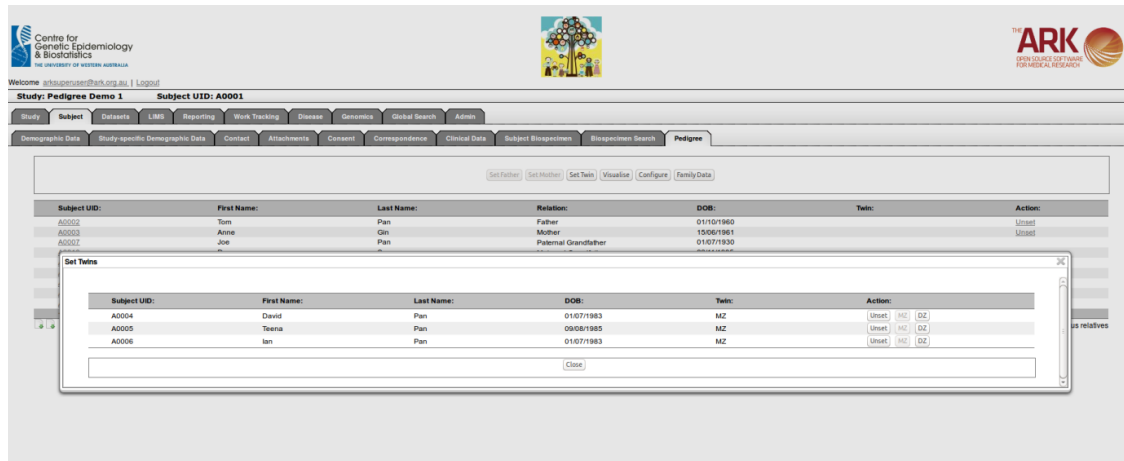 Centre for
Genetic Epidemiology
& Biostatistics
THE UNIVERSITY OF WESTERN AUSTRALIA
THE
ARK
OPEN SOURCE SOFTWARE
FOR MEDICAL RESEARCH
Welcome arksuperuser@ark.org.au | Logout
Study: Pedigree Demo 1 Subject UID: A0001
Study Subject Datasets LIMS Reporting Work Tracking Disease Genomics Global Search Admin
Demographic Data Study-specific Demographic Data Contact Attachments Consent Correspondence Clinical Data Subject Biospecimen Biospecimen Search Pedigree
Set Father Set Mother Set Twin Visualise Configure Family Data
Subject UID: First Name: Last Name: Relation: DOB: Twin: Action:
A0002 Tom Pan Father 01/10/1960 Unset
A0003 Anne Gin Mother 15/06/1961 Unset
A0007 Joe Pan Paternal Grandfather 01/07/1930
Set Twins
Subject UID: First Name: Last Name: DOB: Twin: Action:
A0004 David Pan 01/07/1983 MZ Unset MZ DZ
A0005 Teena Pan 09/08/1985 MZ Unset MZ DZ
A0006 Ian Pan 01/07/1983 MZ Unset MZ DZ
us relatives
Close